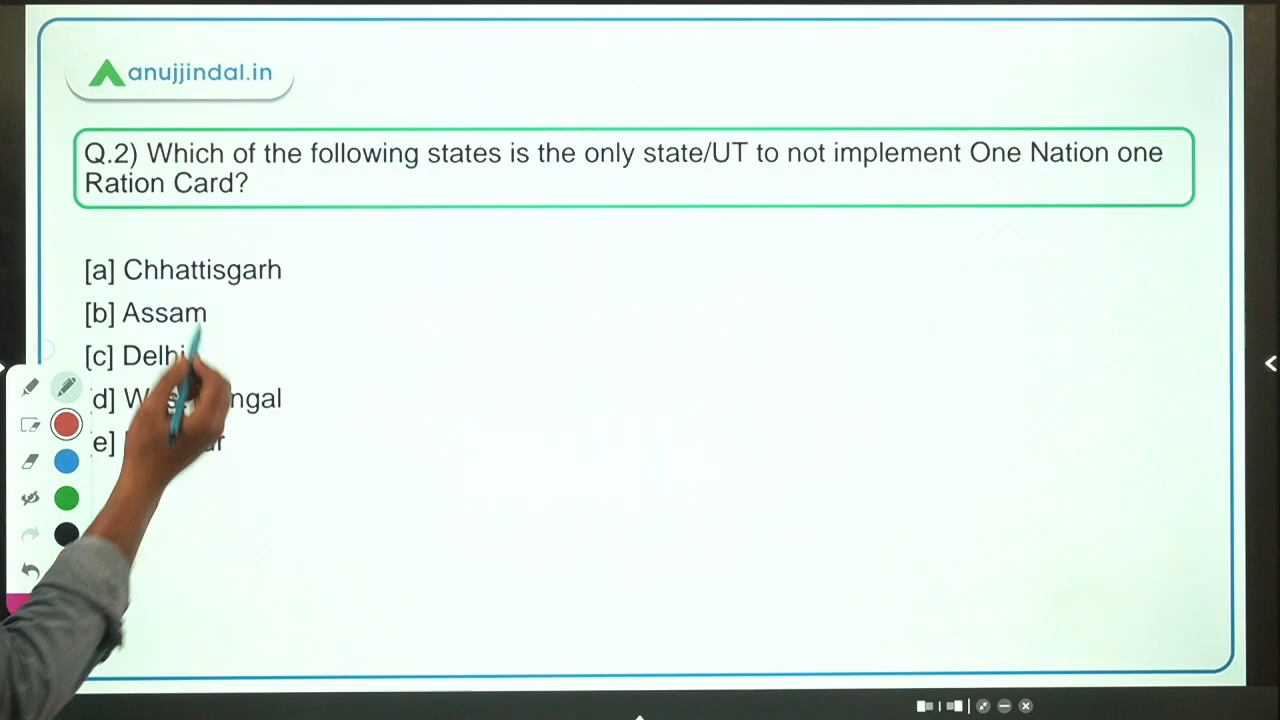 anujjindal.in
Q.2) Which of the following states is the only state/UT to not implement One Nation one
Ration Card?
[a] Chhattisgarh
[b] Assam
[c] Delhi
[d]
[e]